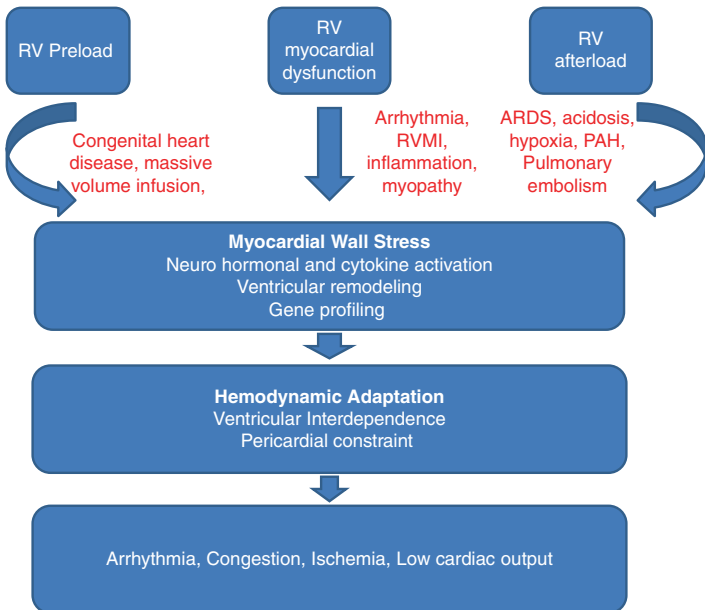 RV Preload
RV
myocardial
dysfunction
RV
afterload
Congenital heart
disease, massive
volume infusion,
Arrhythmia,
RVMI,
inflammation,
myopathy
ARDS, acidosis,
hypoxia, PAH,
Pulmonary
embolism
Myocardial Wall Stress
Neuro hormonal and cytokine activation
Ventricular remodeling
Gene profiling
Hemodynamic Adaptation
Ventricular Interdependence
Pericardial constraint
Arrhythmia, Congestion, Ischemia, Low cardiac output